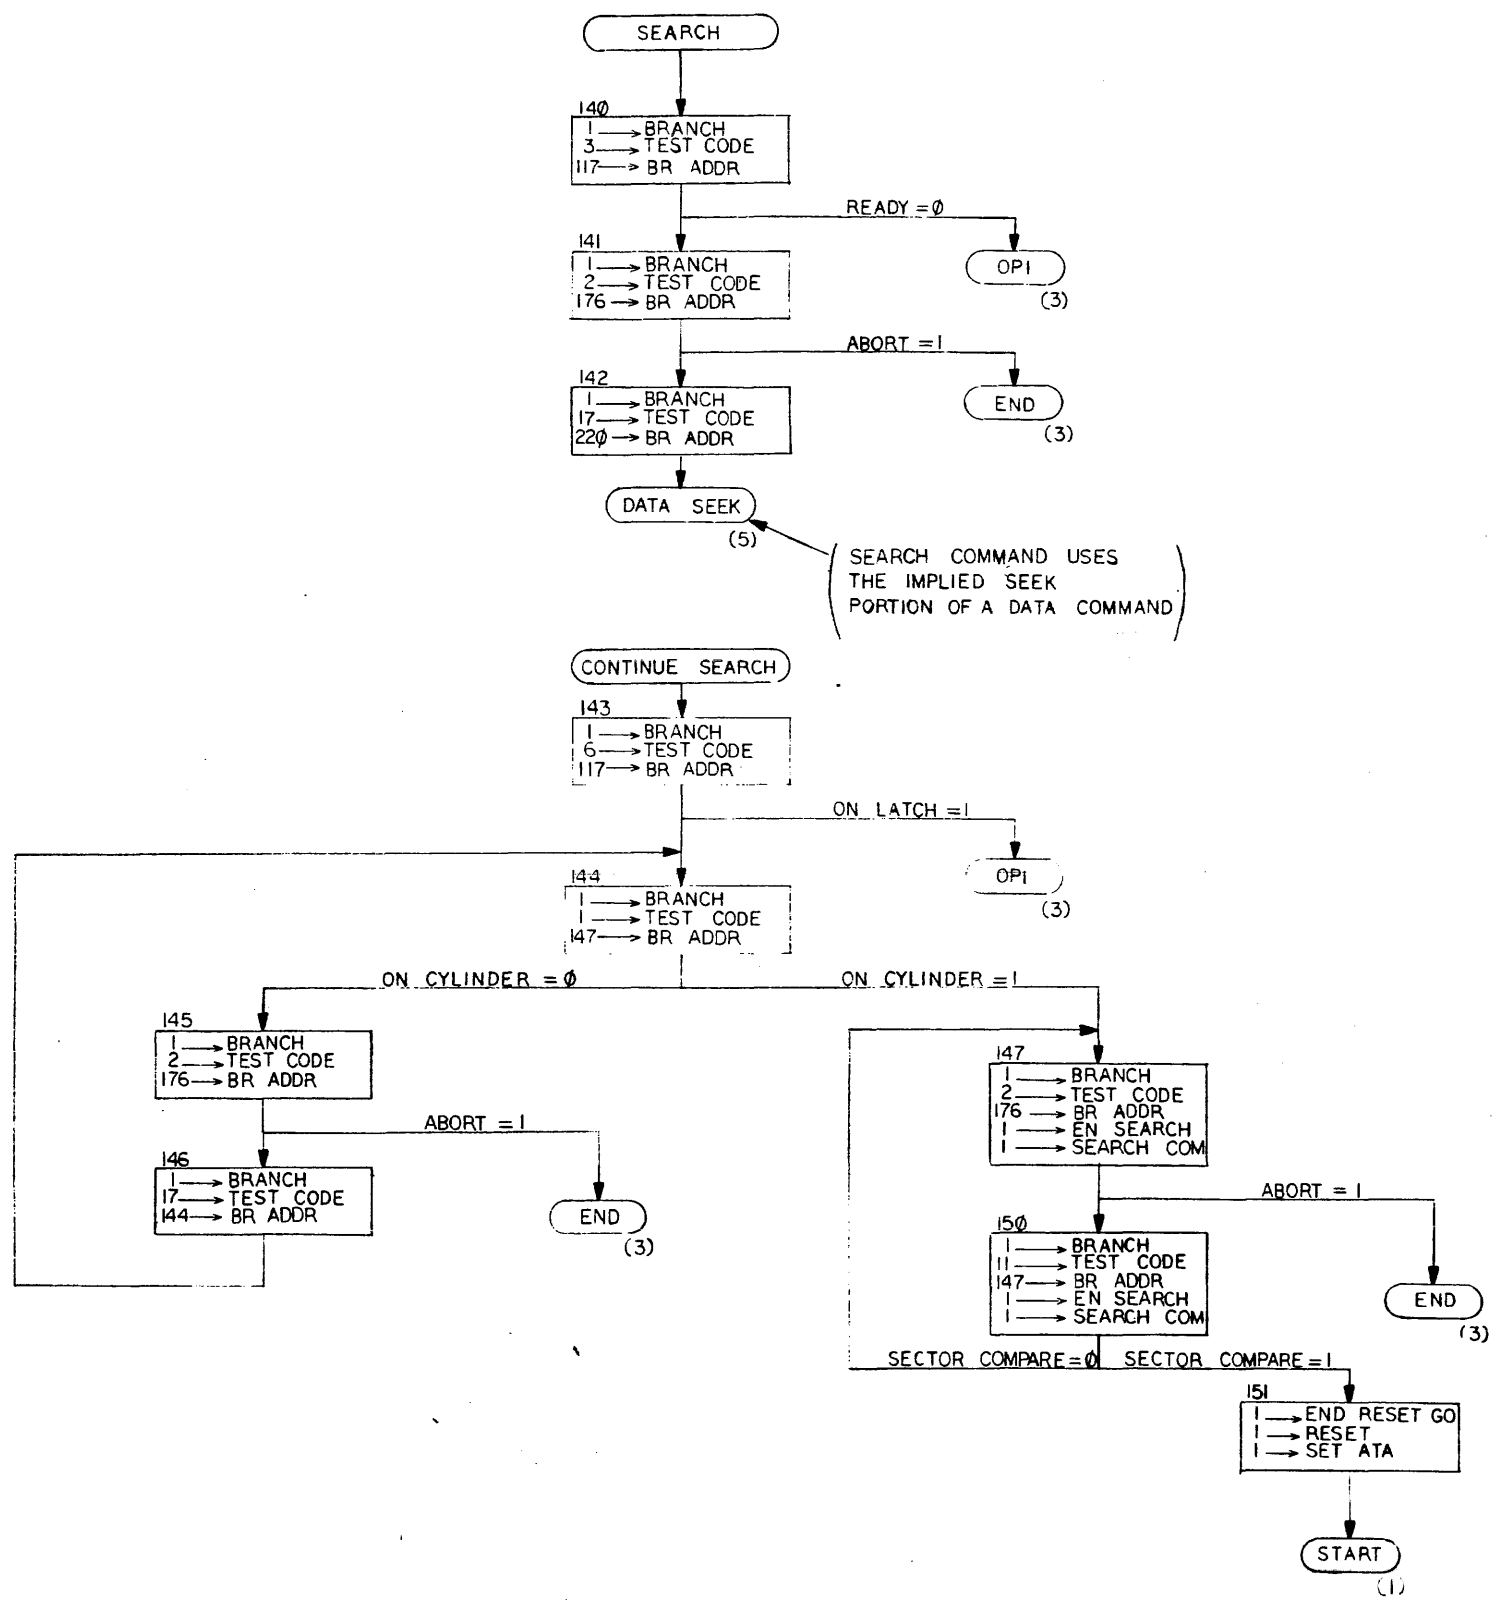 SEARCH
14Ø
1 → BRANCH
3 → TEST CODE
117 → BR ADDR
READY = Ø
OPI
(3)
141
1 → BRANCH
2 → TEST CODE
176 → BR ADDR
ABORT = 1
END
(3)
142
1 → BRANCH
17 → TEST CODE
22Ø → BR ADDR
DATA SEEK
(5)
SEARCH COMMAND USES
THE IMPLIED SEEK
PORTION OF A DATA COMMAND
CONTINUE SEARCH
143
1 → BRANCH
6 → TEST CODE
117 → BR ADDR
ON LATCH = 1
OPI
(3)
144
1 → BRANCH
1 → TEST CODE
147 → BR ADDR
ON CYLINDER = Ø
ON CYLINDER = 1
145
1 → BRANCH
2 → TEST CODE
176 → BR ADDR
ABORT = 1
END
(3)
146
1 → BRANCH
17 → TEST CODE
144 → BR ADDR
147
1 → BRANCH
2 → TEST CODE
176 → BR ADDR
1 → EN SEARCH
1 → SEARCH COM
ABORT = 1
END
(3)
15Ø
1 → BRANCH
11 → TEST CODE
147 → BR ADDR
1 → EN SEARCH
1 → SEARCH COM
SECTOR COMPARE = Ø
SECTOR COMPARE = 1
151
1 → END RESET GO
1 → RESET
1 → SET ATA
START
(1)